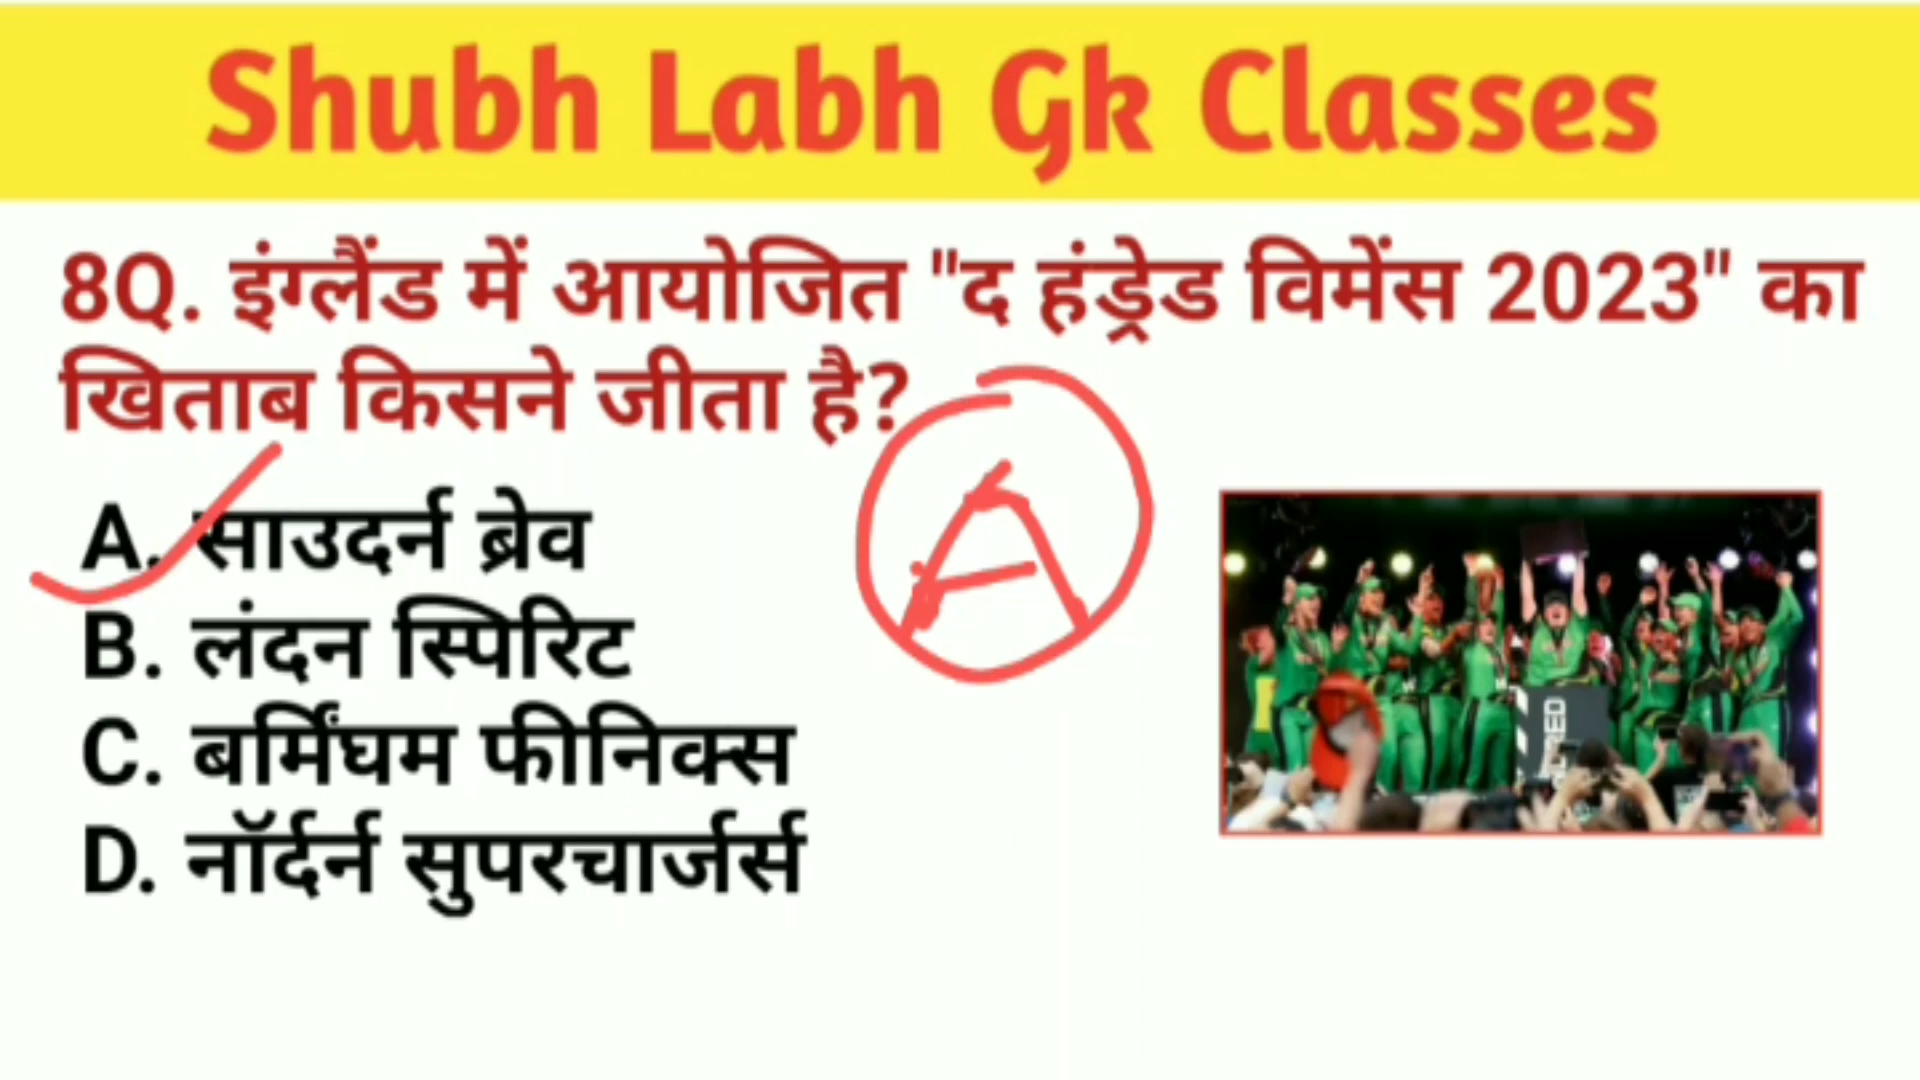 Shubh Labh Gk Classes
8Q. इंग्लैंड में आयोजित "द हंड्रेड विमेंस 2023" का
खिताब किसने जीता है?
A. साउदर्न ब्रेव
A
B. लंदन स्पिरिट
C. बर्मिंघम फीनिक्स
D. नॉर्दर्न सुपरचार्जर्स